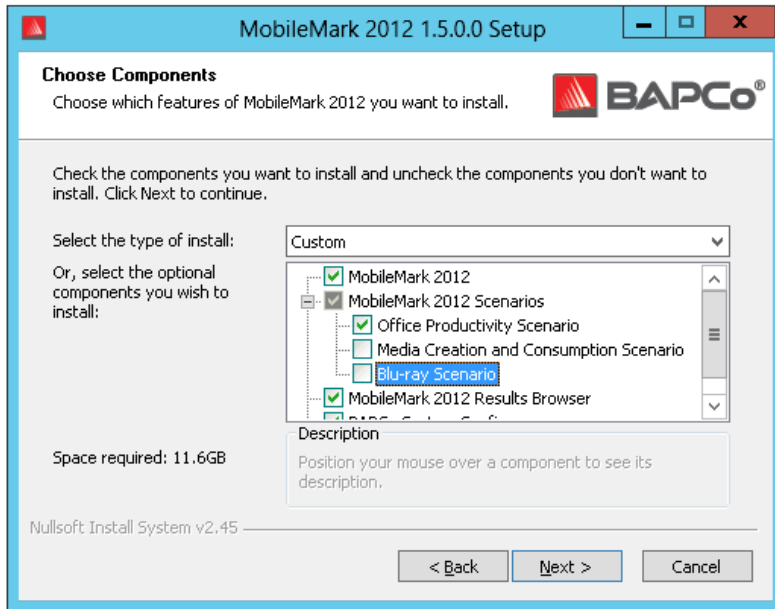 MobileMark 2012 1.5.0.0 Setup
Choose Components
Choose which features of MobileMark 2012 you want to install.
BAPCo®
Check the components you want to install and uncheck the components you don't want to
install. Click Next to continue.
Select the type of install:
Custom
Or, select the optional
components you wish to
install:
MobileMark 2012
MobileMark 2012 Scenarios
Office Productivity Scenario
Media Creation and Consumption Scenario
Blu-ray Scenario
MobileMark 2012 Results Browser
Space required: 11.6GB
Description
Position your mouse over a component to see its
description.
Nullsoft Install System v2.45
< Back
Next >
Cancel